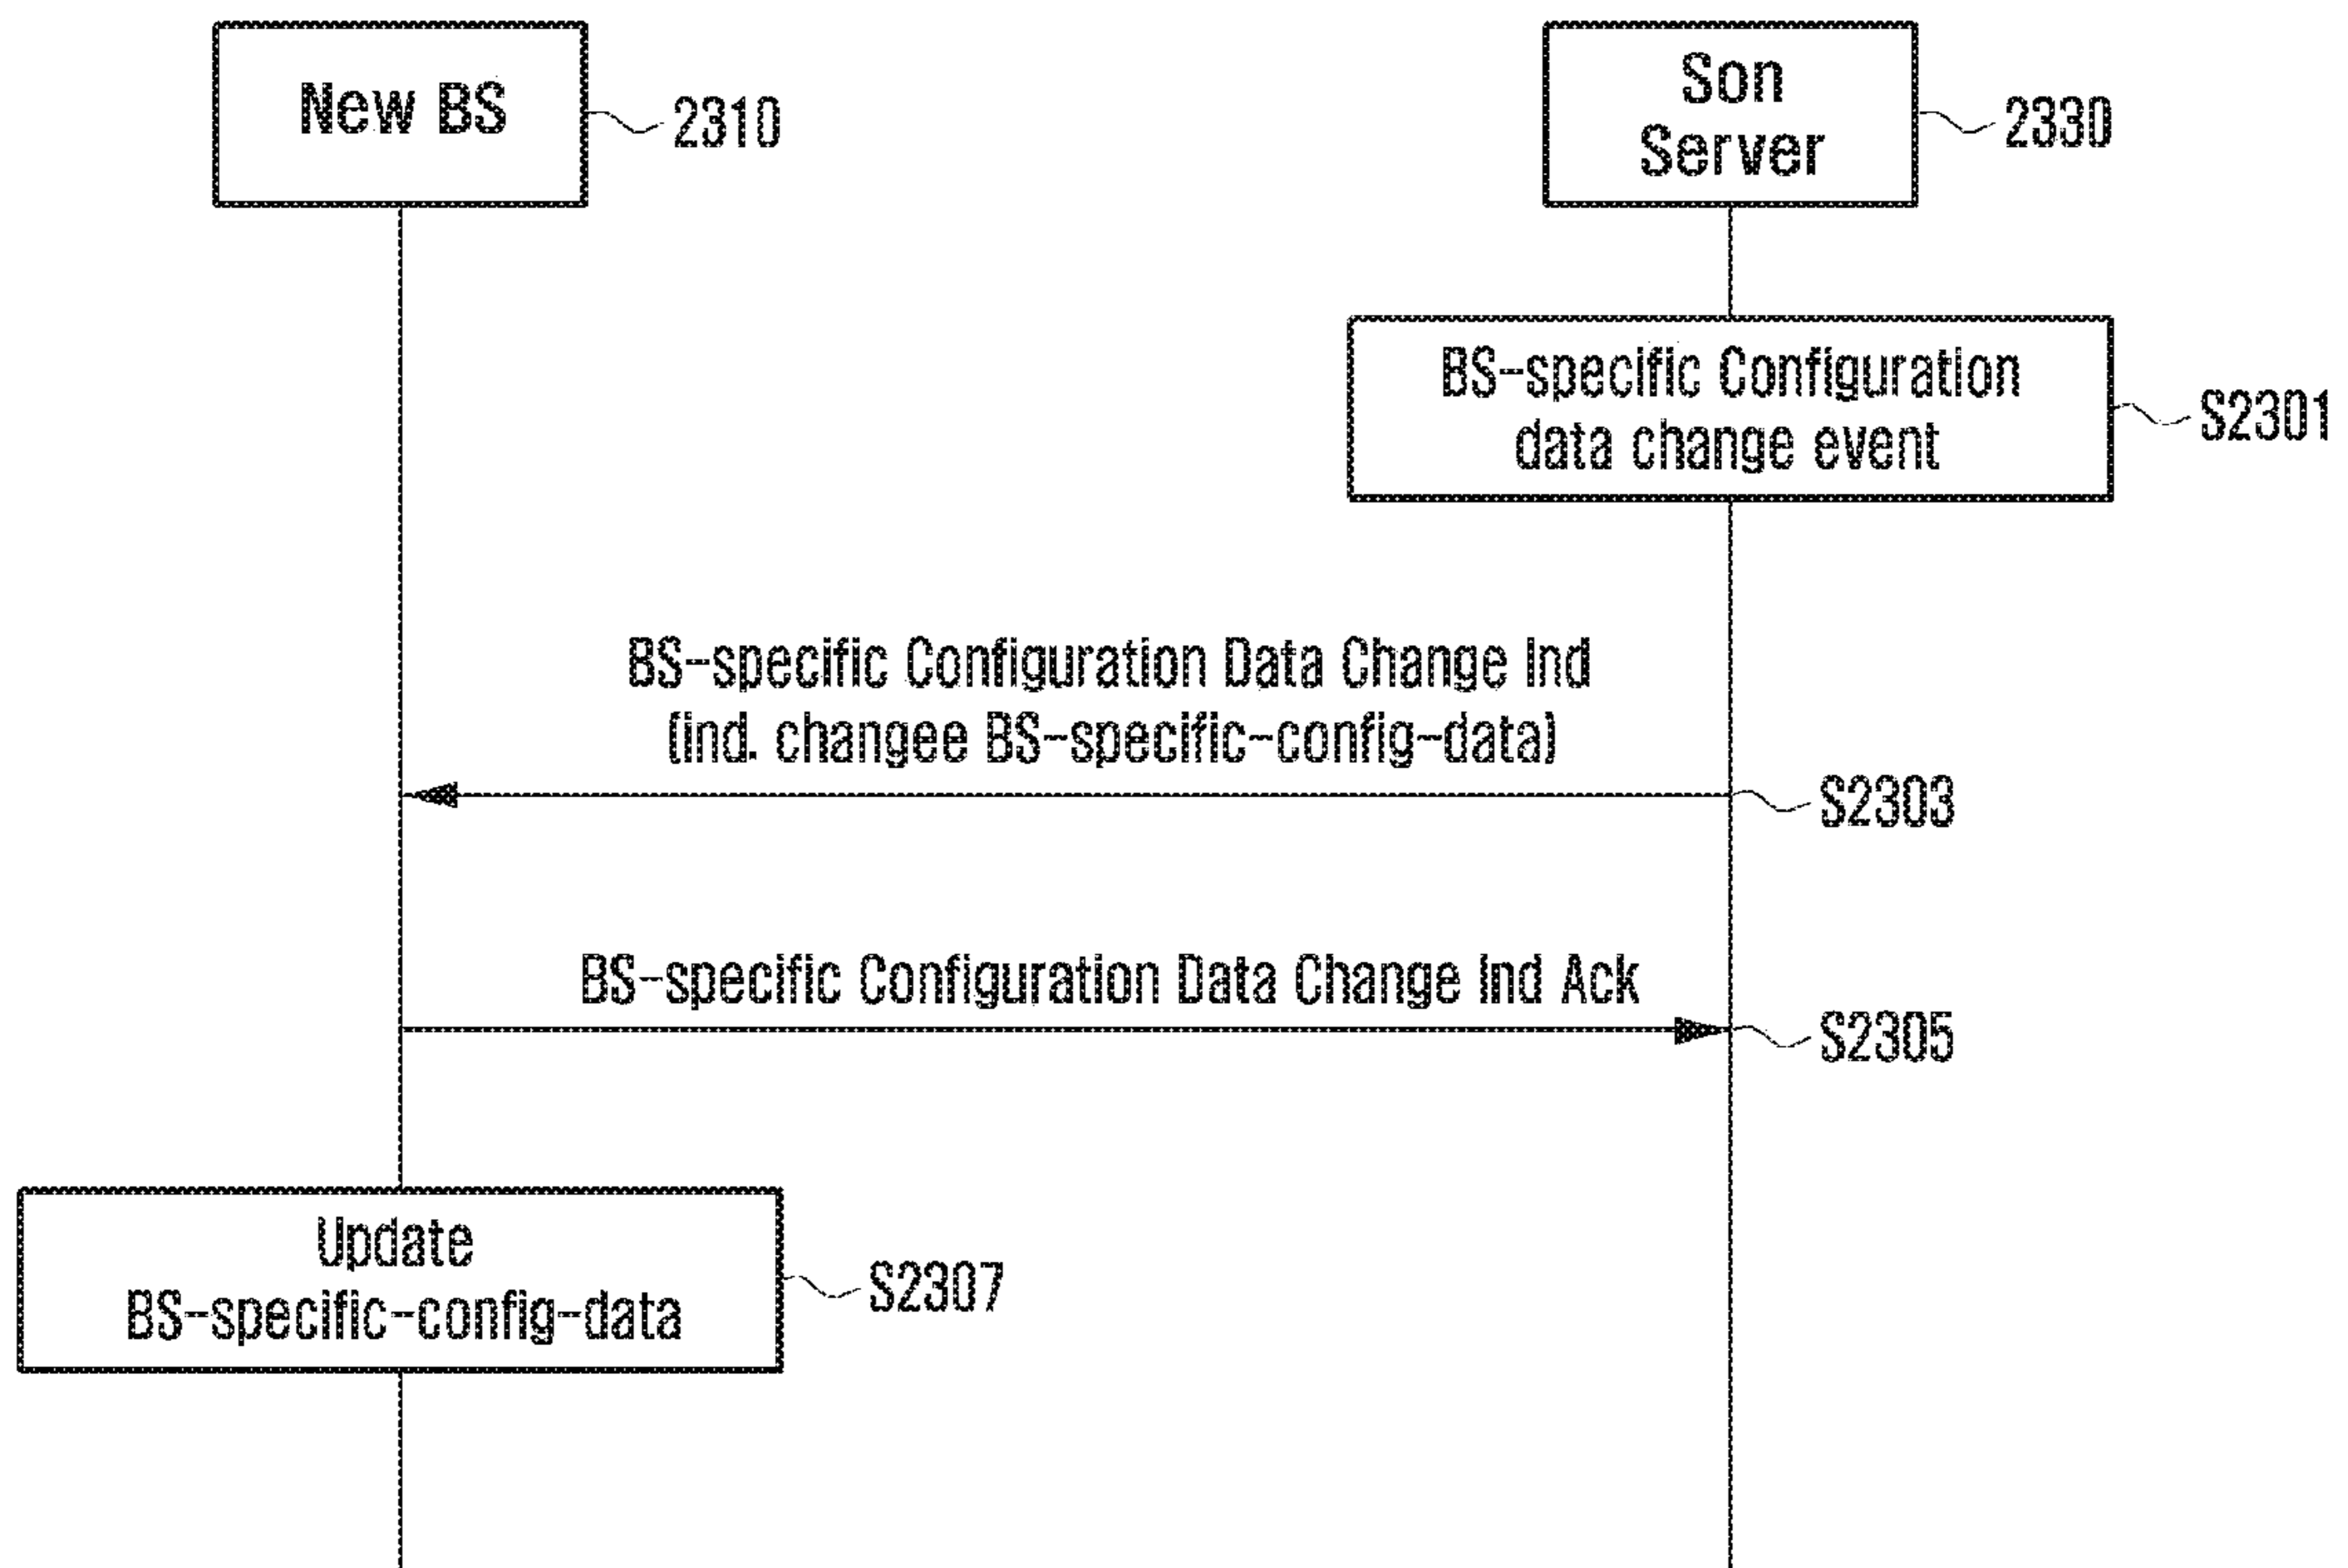 New BS
2310
Son
Server
2330
BS-specific Configuration
data change event
S2301
BS-specific Configuration Data Change Ind
(ind. changee BS-specific-config-data)
S2303
BS-specific Configuration Data Change Ind Ack
S2305
Update
BS-specific-config-data
S2307